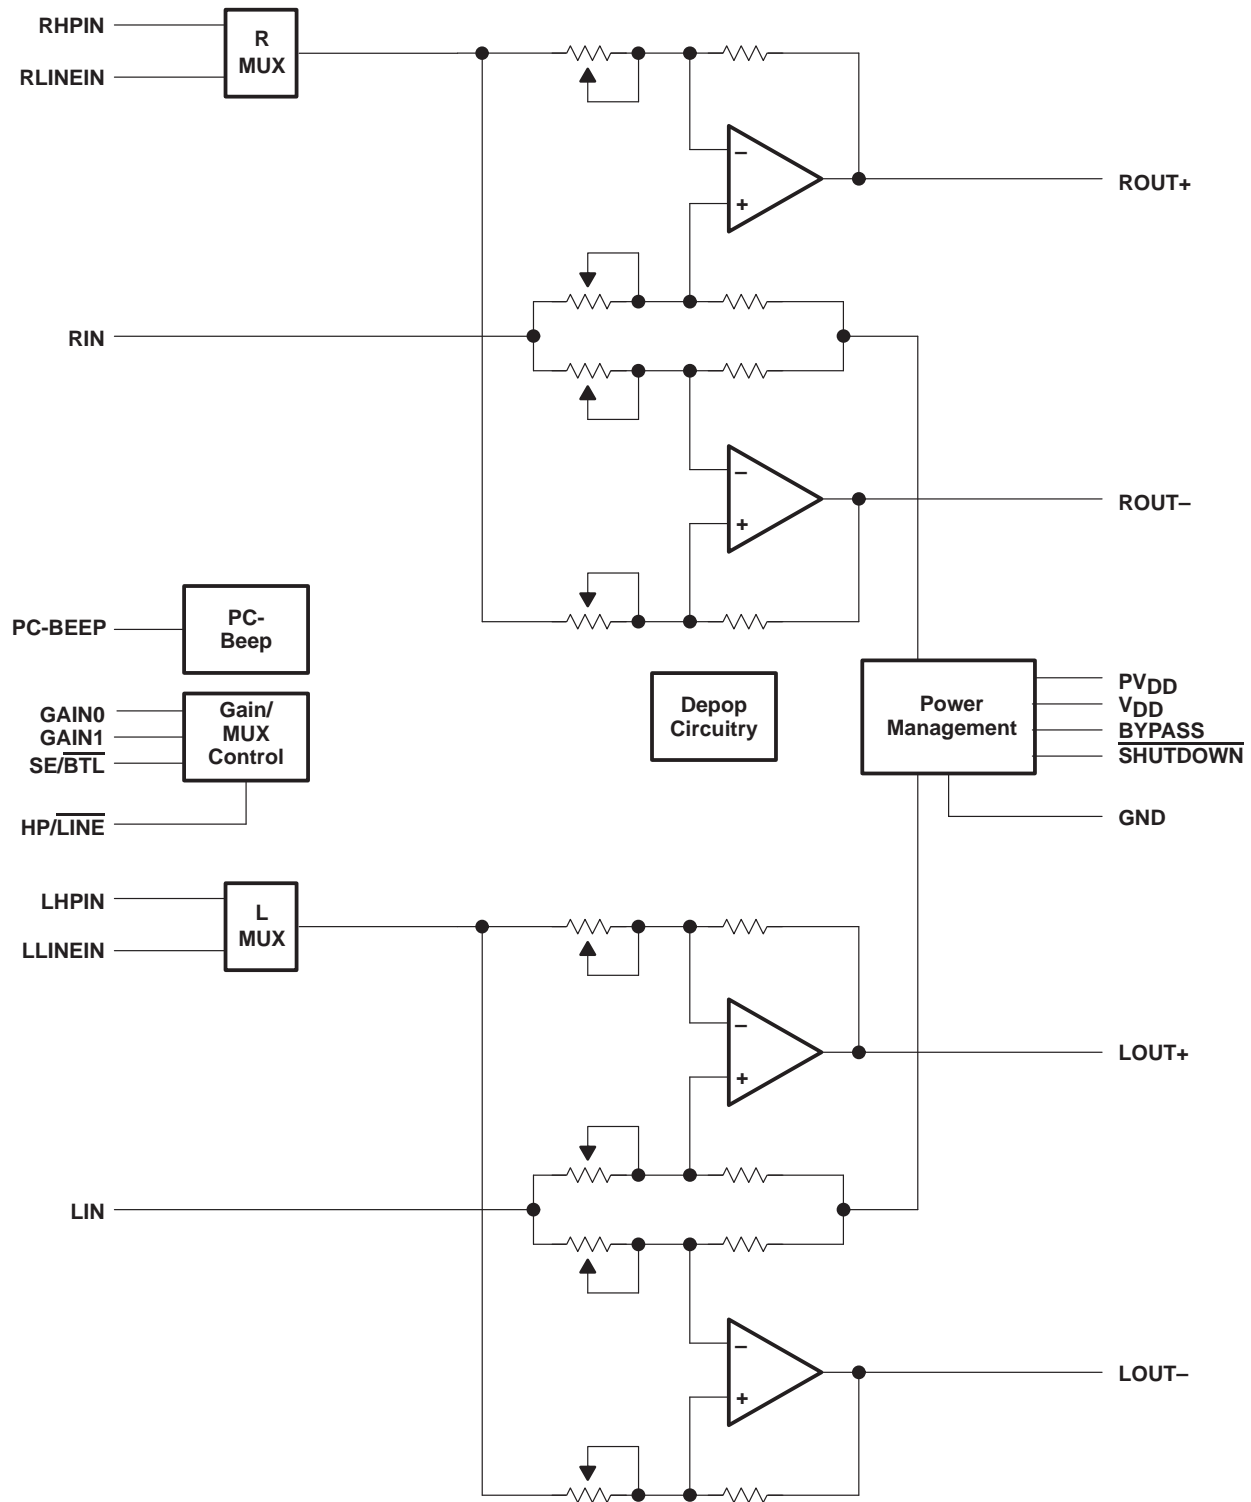 RHPIN
R
MUX
RLINEIN
–
+
ROUT+
RIN
–
+
ROUT–
PC-BEEP
PC-
Beep
Depop
Circuitry
Power
Management
PVDD
VDD
BYPASS
SHUTDOWN
GND
GAIN0
GAIN1
SE/BTL
HP/LINE
Gain/
MUX
Control
LHPIN
L
MUX
LLINEIN
–
+
LOUT+
LIN
–
+
LOUT–